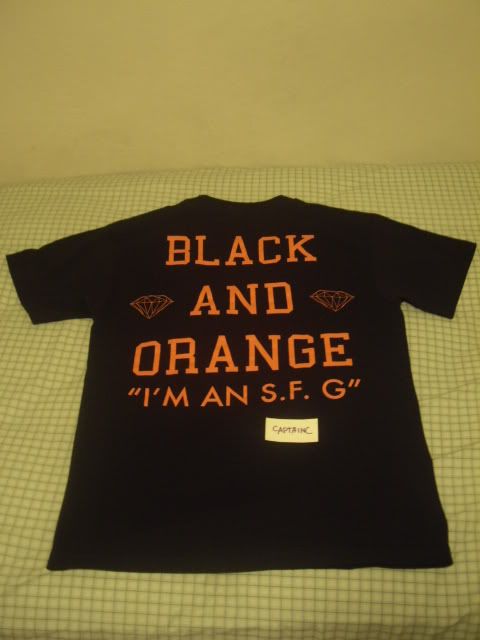 BLACK
AND
ORANGE
"I'M AN S.F. G"
CAPTAINC